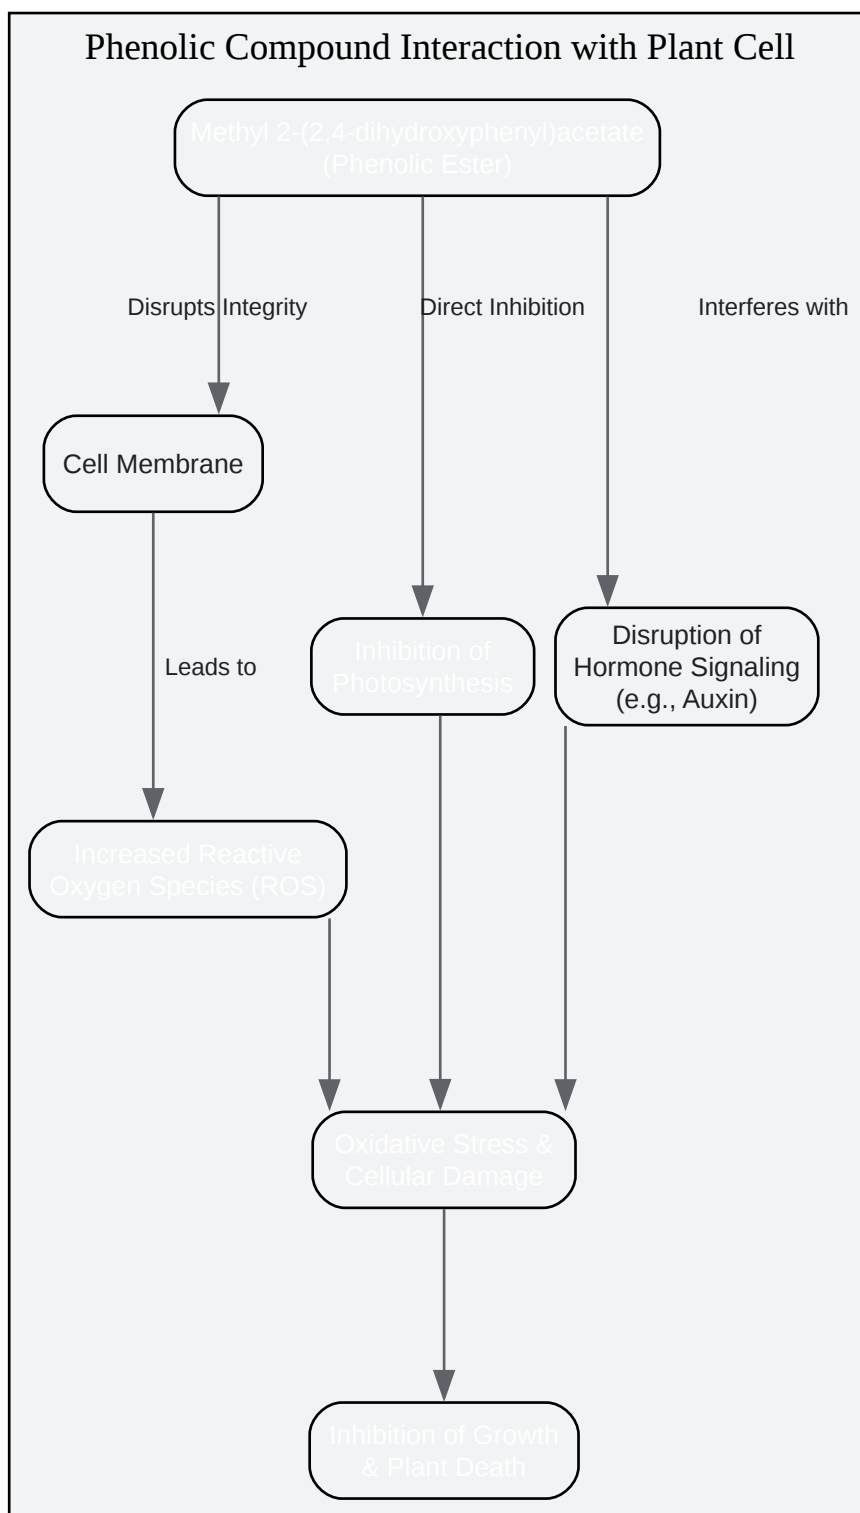 Phenolic Compound Interaction with Plant Cell
Methyl 2-(2,4-dihydroxyphenyl)acetate
(Phenolic Ester)
Disrupts Integrity
Direct Inhibition
Interferes with
Cell Membrane
Leads to
Inhibition of
Photosynthesis
Disruption of
Hormone Signaling
(e.g., Auxin)
Increased Reactive
Oxygen Species (ROS)
Oxidative Stress &
Cellular Damage
Inhibition of Growth
& Plant Death